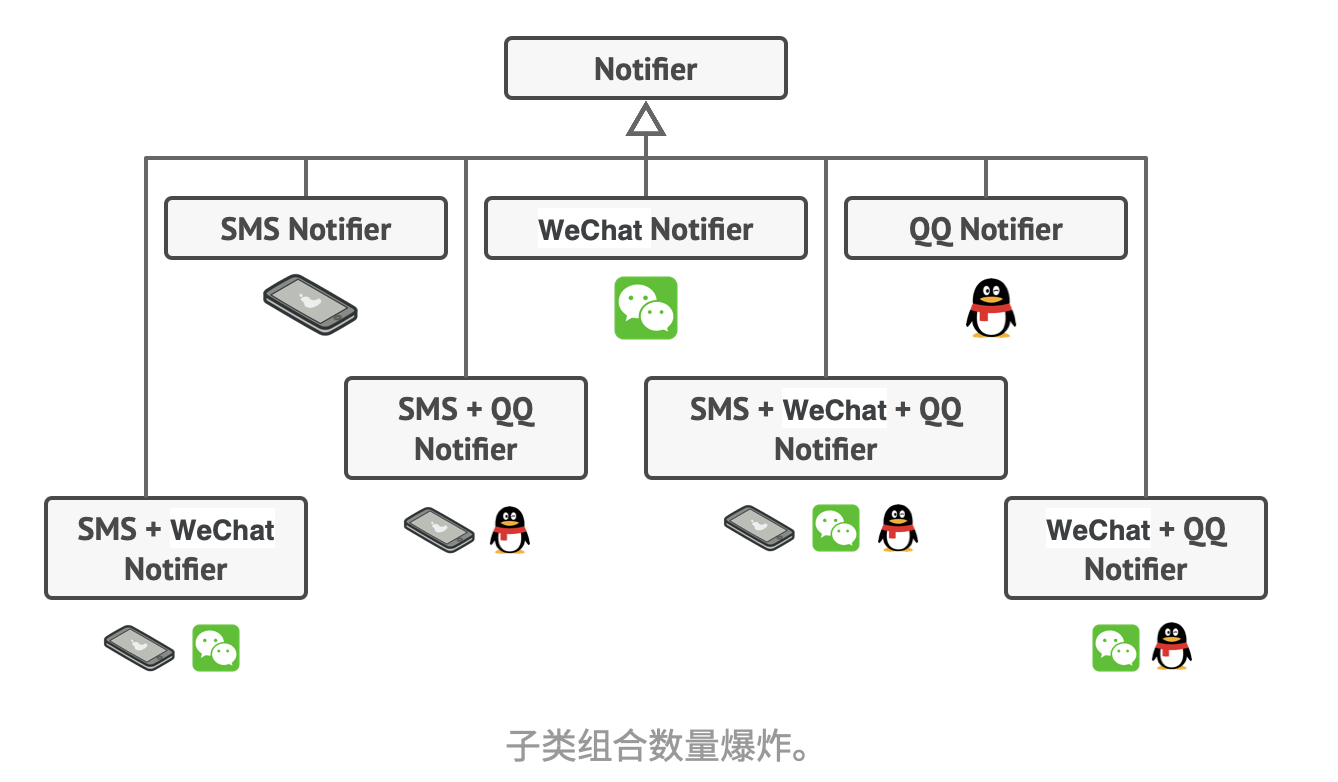 Notifier
SMS Notifier
WeChat Notifier
QQ Notifier
SMS + QQ
Notifier
SMS + WeChat + QQ
Notifier
SMS + WeChat
Notifier
WeChat + QQ
Notifier
子类组合数量爆炸。